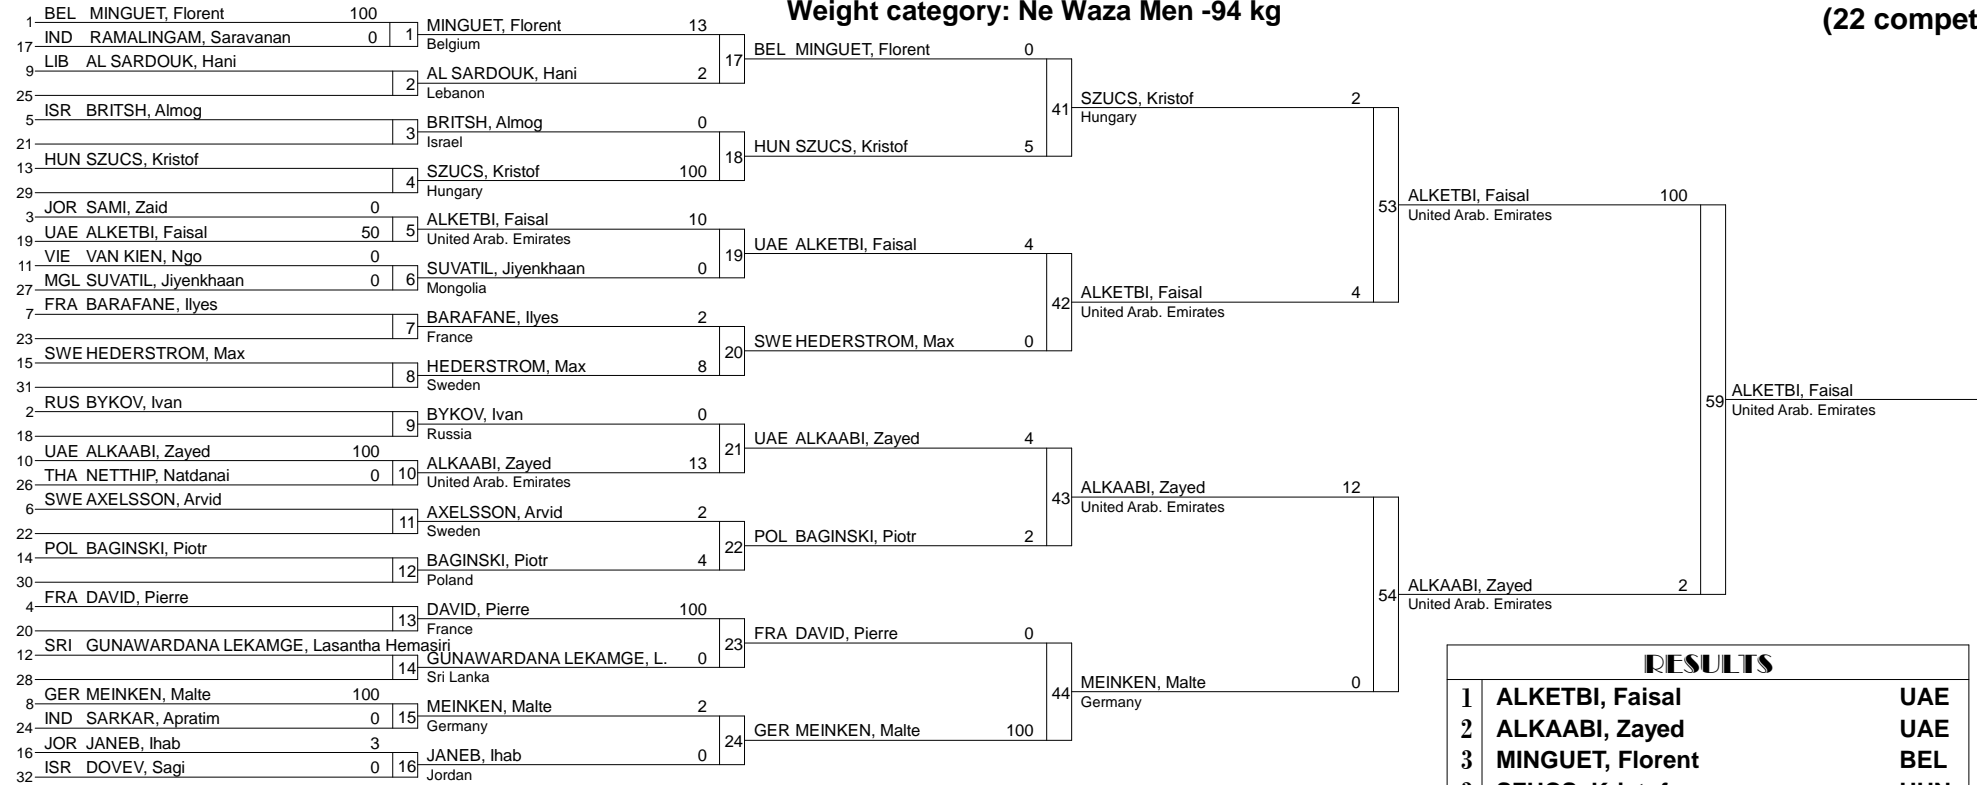 Weight category: Ne Waza Men -94 kg
(22 compet
1 BEL MINGUET, Florent 100
17 IND RAMALINGAM, Saravanan 0
1
9 LIB AL SARDOUK, Hani
25
2
5 ISR BRITSH, Almog
21
3
13 HUN SZUCS, Kristof
29
4
3 JOR SAMI, Zaid 0
19 UAE ALKETBI, Faisal 50
5
11 VIE VAN KIEN, Ngo 0
27 MGL SUVATIL, Jiyenkhaan 0
6
7 FRA BARAFANE, Ilyes
23
7
15 SWE HEDERSTROM, Max
31
8
2 RUS BYKOV, Ivan
18
9
10 UAE ALKAABI, Zayed 100
26 THA NETTHIP, Natdanai 0
10
6 SWE AXELSSON, Arvid
22
11
14 POL BAGINSKI, Piotr
30
12
4 FRA DAVID, Pierre
20
13
12 SRI GUNAWARDANA LEKAMGE, Lasantha Hemasiri
28
14
8 GER MEINKEN, Malte 100
24 IND SARKAR, Apratim 0
15
16 JOR JANEB, Ihab 3
32 ISR DOVEV, Sagi 0
16
MINGUET, Florent 13
Belgium
AL SARDOUK, Hani 2
Lebanon
17
BRITSH, Almog 0
Israel
SZUCS, Kristof 100
Hungary
18
ALKETBI, Faisal 10
United Arab. Emirates
SUVATIL, Jiyenkhaan 0
Mongolia
19
BARAFANE, Ilyes 2
France
HEDERSTROM, Max 8
Sweden
20
BYKOV, Ivan 0
Russia
ALKAABI, Zayed 13
United Arab. Emirates
21
AXELSSON, Arvid 2
Sweden
BAGINSKI, Piotr 4
Poland
22
DAVID, Pierre 100
France
GUNAWARDANA LEKAMGE, L. 0
Sri Lanka
23
MEINKEN, Malte 2
Germany
JANEB, Ihab 0
Jordan
24
BEL MINGUET, Florent 0
HUN SZUCS, Kristof 5
41
UAE ALKETBI, Faisal 4
SWE HEDERSTROM, Max 0
42
UAE ALKAABI, Zayed 4
POL BAGINSKI, Piotr 2
43
FRA DAVID, Pierre 0
GER MEINKEN, Malte 100
44
SZUCS, Kristof 2
Hungary
ALKETBI, Faisal 4
United Arab. Emirates
53
ALKAABI, Zayed 12
United Arab. Emirates
MEINKEN, Malte 0
Germany
54
ALKETBI, Faisal 100
United Arab. Emirates
ALKAABI, Zayed 2
United Arab. Emirates
59
ALKETBI, Faisal
United Arab. Emirates
RESULTS
1 ALKETBI, Faisal UAE
2 ALKAABI, Zayed UAE
3 MINGUET, Florent BEL